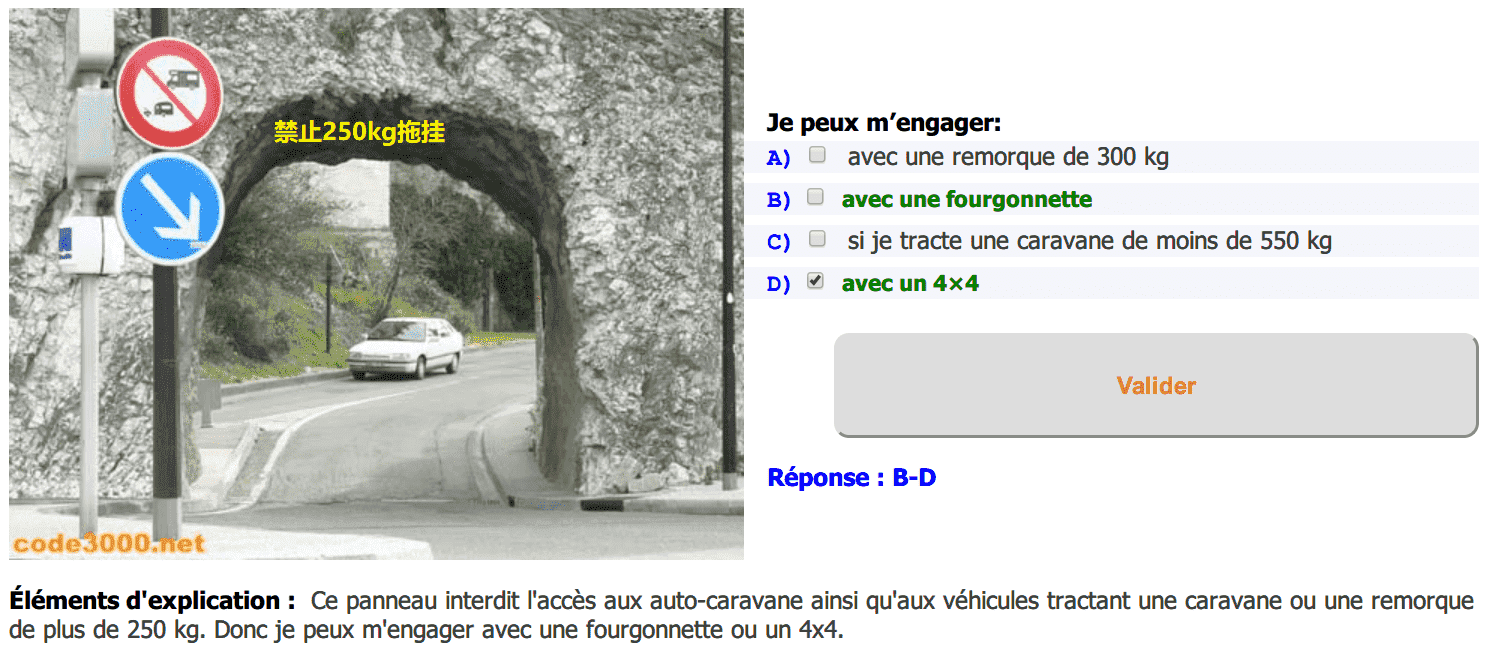 禁止250kg拖挂
code3000.net
Je peux m’engager:
A) avec une remorque de 300 kg
B) avec une fourgonnette
C) si je tracte une caravane de moins de 550 kg
D) avec un 4×4
Valider
Réponse : B-D
Éléments d'explication : Ce panneau interdit l'accès aux auto-caravane ainsi qu'aux véhicules tractant une caravane ou une remorque
de plus de 250 kg. Donc je peux m'engager avec une fourgonnette ou un 4x4.